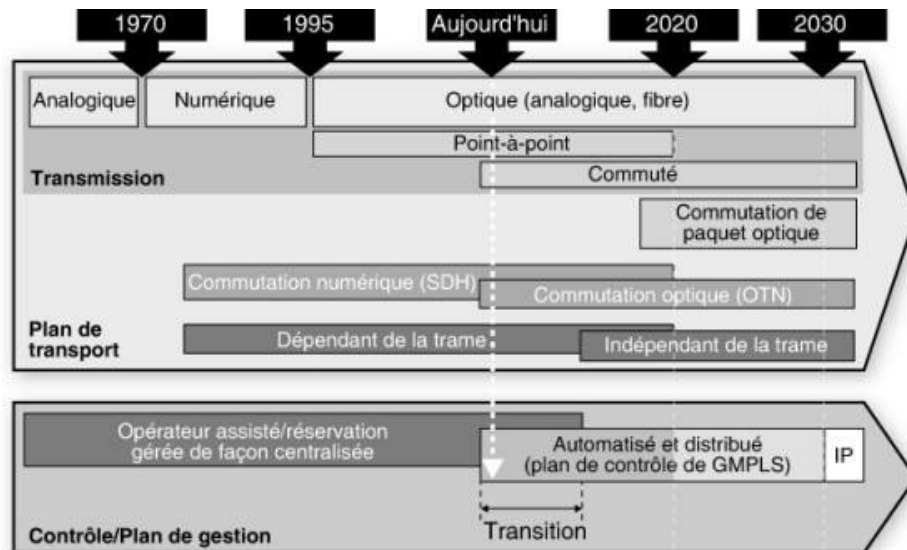 1970 1995 Aujourd'hui 2020 2030
Analogique Numérique Optique (analogique, fibre)
Point-à-point
Transmission Commuté
Commutation de
paquet optique
Commutation numérique (SDH)
Commutation optique (OTN)
Plan de
transport
Dépendant de la trame
Indépendant de la trame
Opérateur assisté/réservation
gérée de façon centralisée
Automatisé et distribué
(plan de contrôle de GMPLS)
IP
Transition
Contrôle/Plan de gestion